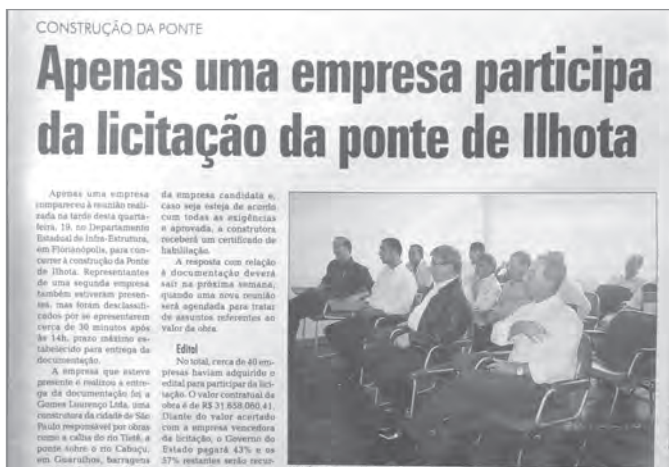 CONSTRUÇÃO DA PONTE
Apenas uma empresa participa
da licitação da ponte de Ilhota
Apenas uma empresa
compareceu à reunião reali-
zada na tarde desta quarta-
feira, 19, no Departamento
Estadual de Infra-Estrutura,
em Florianópolis, para con-
correr à construção da Ponte
de Ilhota. Representantes
de uma segunda empresa
também estiveram presen-
tes, mas foram desclassifi-
cados por se apresentarem
cerca de 30 minutos após
às 14h, prazo máximo es-
tabelecido para entrega da
documentação.
A empresa que esteve
presente e realizou a entre-
ga da documentação foi a
Gomes Lourenço Ltda, uma
construtora da cidade de São
Paulo responsável por obras
como a calha do rio Tietê, a
ponte sobre o rio Cabuçu,
em Guarulhos, barragens
da empresa candidata e,
caso seja esteja de acordo
com todas as exigências
e aprovada, a construtora
receberá um certificado de
habilitação.
A resposta com relação
à documentação deverá
sair na próxima semana,
quando uma nova reunião
será agendada para tratar
de assuntos referentes ao
valor da obra.
Edital
No total, cerca de 40 em-
presas haviam adquirido o
edital para participar da lici-
tação. O valor contratual da
obra é de R$ 31.658.060,41.
Diante do valor acertado
com a empresa vencedora
da licitação, o Governo do
Estado pagará 43% e os
57% restantes serão recur-